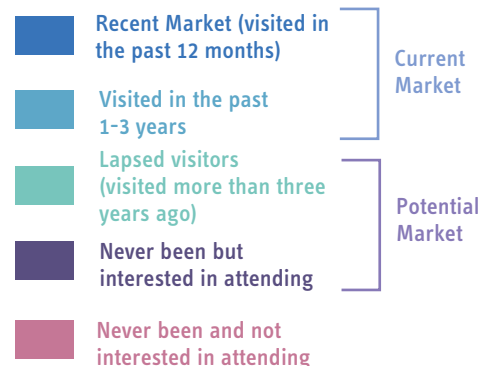 Recent Market (visited in
the past 12 months)
Current
Market
Visited in the past
1-3 years
Lapsed visitors
(visited more than three
years ago)
Potential
Market
Never been but
interested in attending
Never been and not
interested in attending